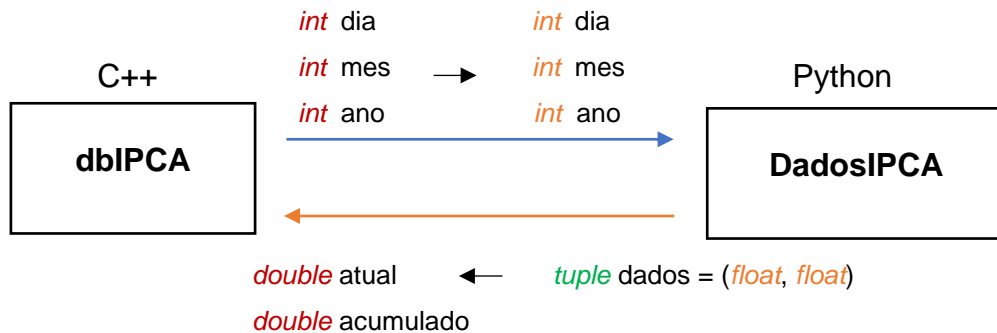 int dia int dia
C++ int mes int mes Python
int ano int ano
dbIPCA DadosIPCA
double atual tuple dados = (float, float)
double acumulado